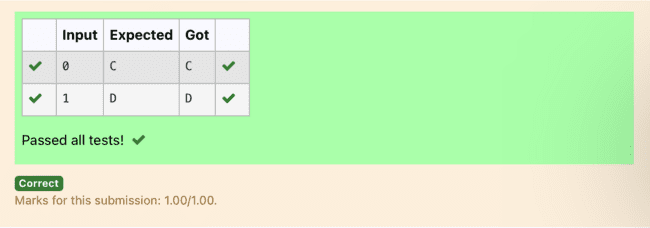 Input Expected Got
0 C C
1 D D
Passed all tests!
Correct
Marks for this submission: 1.00/1.00.